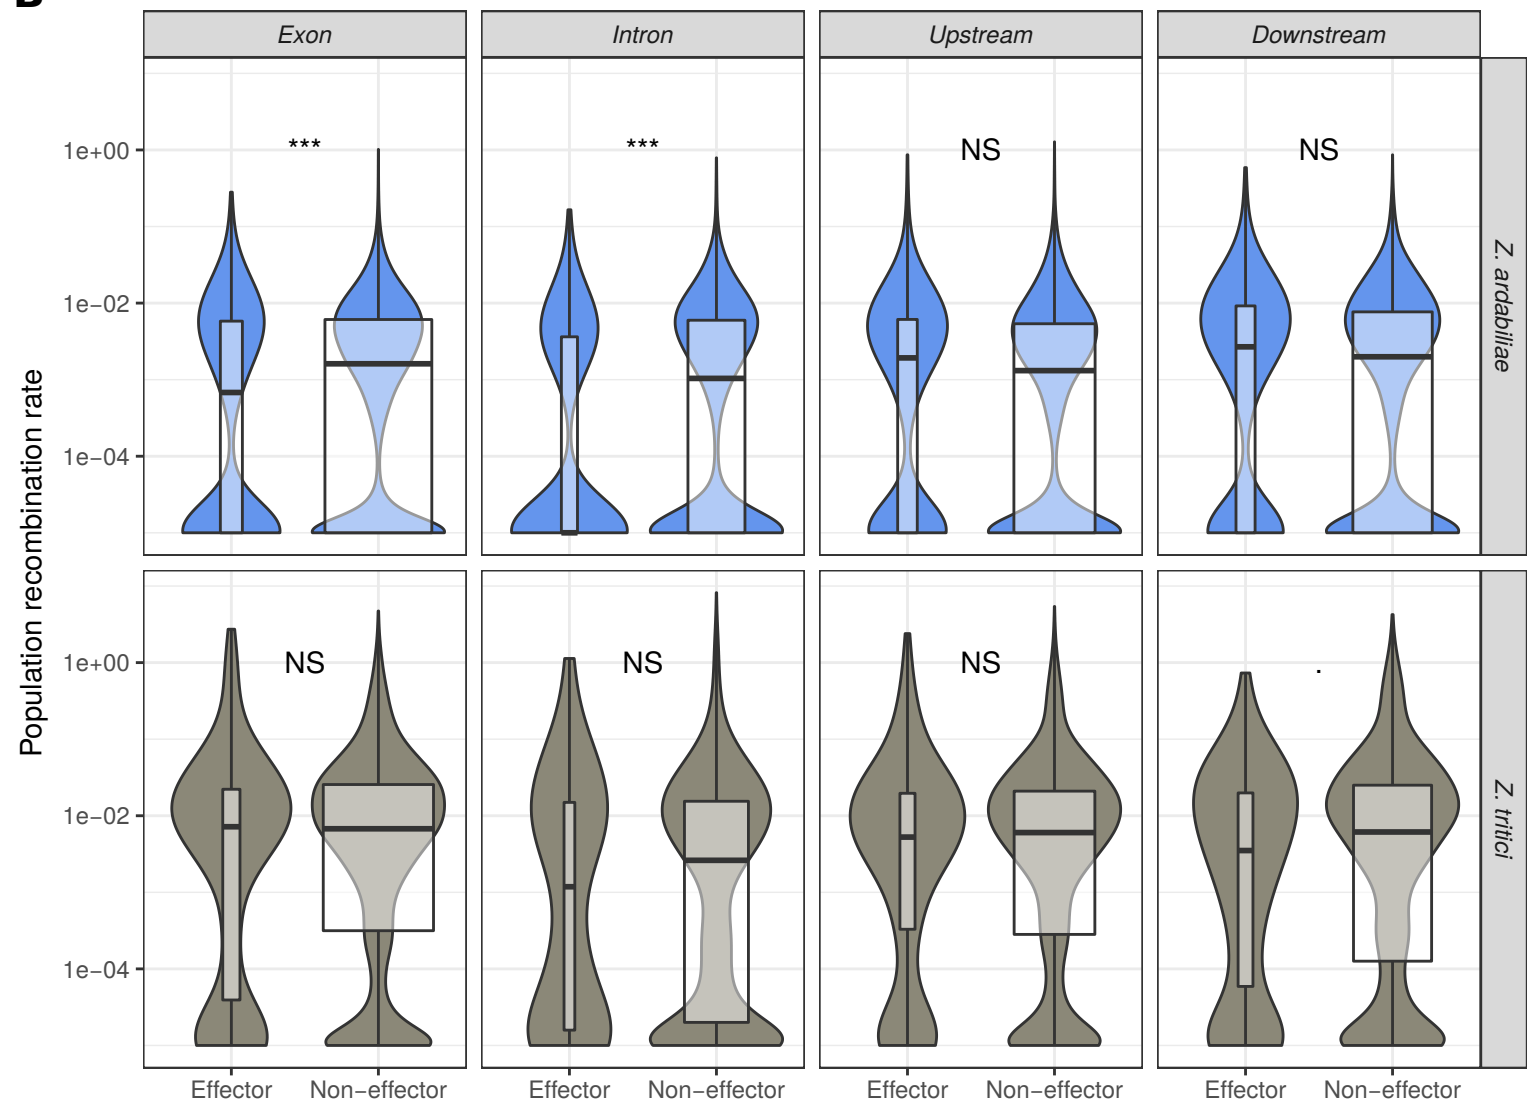 B
Exon Intron Upstream Downstream
Population recombination rate
1e+00
1e−02
1e−04
*** *** NS NS
Z. ardabiliae
1e+00
1e−02
1e−04
NS NS NS .
Z. tritici
Effector Non−effector Effector Non−effector Effector Non−effector Effector Non−effector